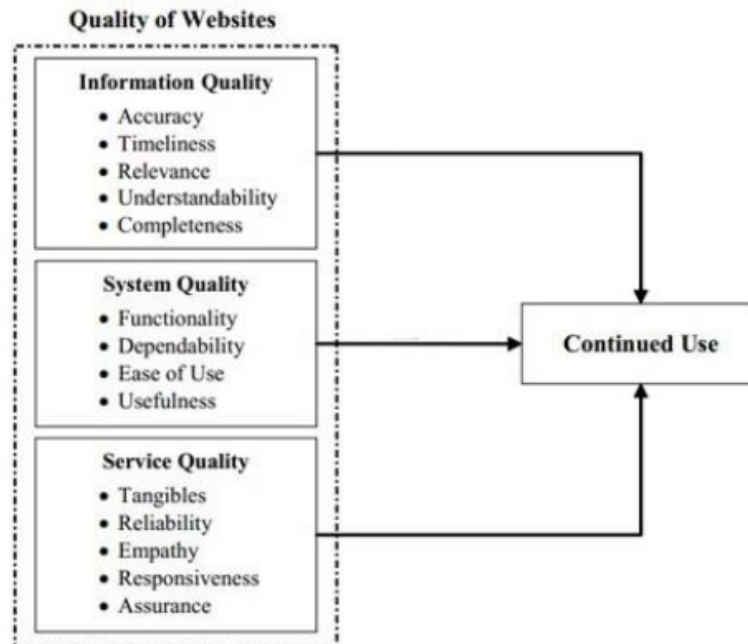 Quality of Websites
Information Quality
• Accuracy
• Timeliness
• Relevance
• Understandability
• Completeness
System Quality
• Functionality
• Dependability
• Ease of Use
• Usefulness
Service Quality
• Tangibles
• Reliability
• Empathy
• Responsiveness
• Assurance
Continued Use